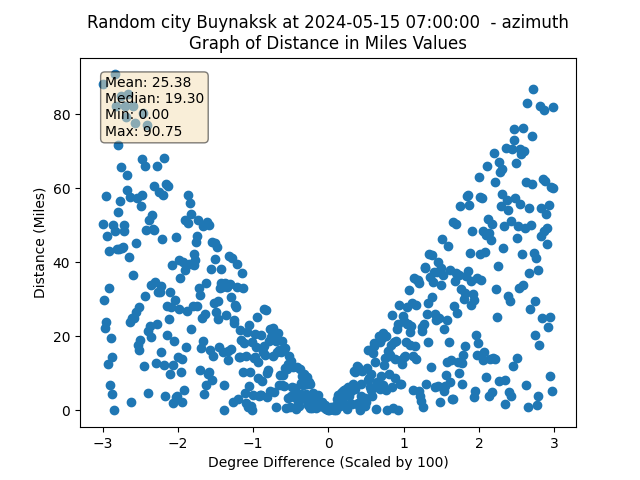 Random city Buynaksk at 2024-05-15 07:00:00  - azimuth
Graph of Distance in Miles Values
Mean: 25.38
Median: 19.30
Min: 0.00
Max: 90.75
80
60
40
20
0
Distance (Miles)
−3 −2 −1 0 1 2 3
Degree Difference (Scaled by 100)